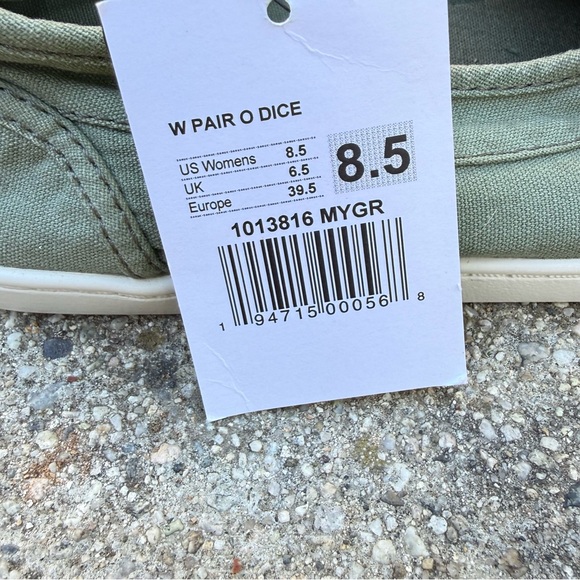 W PAIR O DICE
US Womens 8.5
UK 6.5
Europe 39.5
8.5
1013816 MYGR
1 94715 00056 8